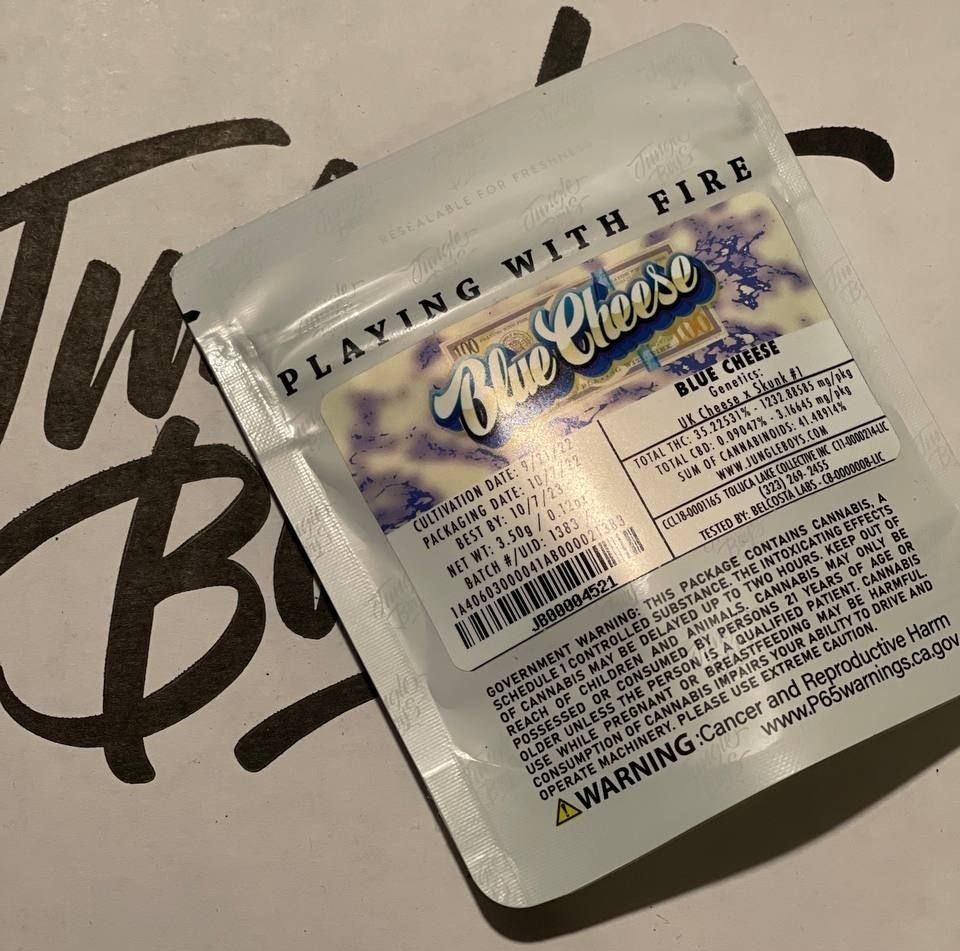 Jungle
Boys
RESEALABLE FOR FRESHNESS
PLAYING WITH FIRE
Blue Cheese
100
100
BLUE CHEESE
Genetics:
UK Cheese x Skunk #1
TOTAL THC: 35.22531% - 1232.88585 mg/pkg
TOTAL CBD: 0.09047% - 3.16645 mg/pkg
SUM OF CANNABINOIDS: 41.48914%
WWW.JUNGLEBOYS.COM
CCL18-0001165 TOLUCA LAKE COLLECTIVE INC C11-0000214-LIC
(323) 269-2455
TESTED BY: BELCOSTA LABS - C8-0000008-LIC
CULTIVATION DATE: 9/21/22
PACKAGING DATE: 10/7/22
BEST BY: 10/7/23
NET WT: 3.50g / 0.12oz
BATCH #/UID: 1383
1A40603000041AB000021383
JB00004521
GOVERNMENT WARNING: THIS PACKAGE CONTAINS CANNABIS, A
SCHEDULE 1 CONTROLLED SUBSTANCE. THE INTOXICATING EFFECTS
OF CANNABIS MAY BE DELAYED UP TO TWO HOURS. KEEP OUT OF
REACH OF CHILDREN AND ANIMALS. CANNABIS MAY ONLY BE
POSSESSED OR CONSUMED BY PERSONS 21 YEARS OF AGE OR
OLDER UNLESS THE PERSON IS A QUALIFIED PATIENT. CANNABIS
USE WHILE PREGNANT OR BREASTFEEDING MAY BE HARMFUL.
CONSUMPTION OF CANNABIS IMPAIRS YOUR ABILITY TO DRIVE AND
OPERATE MACHINERY. PLEASE USE EXTREME CAUTION.
WARNING:Cancer and Reproductive Harm
www.P65warnings.ca.gov